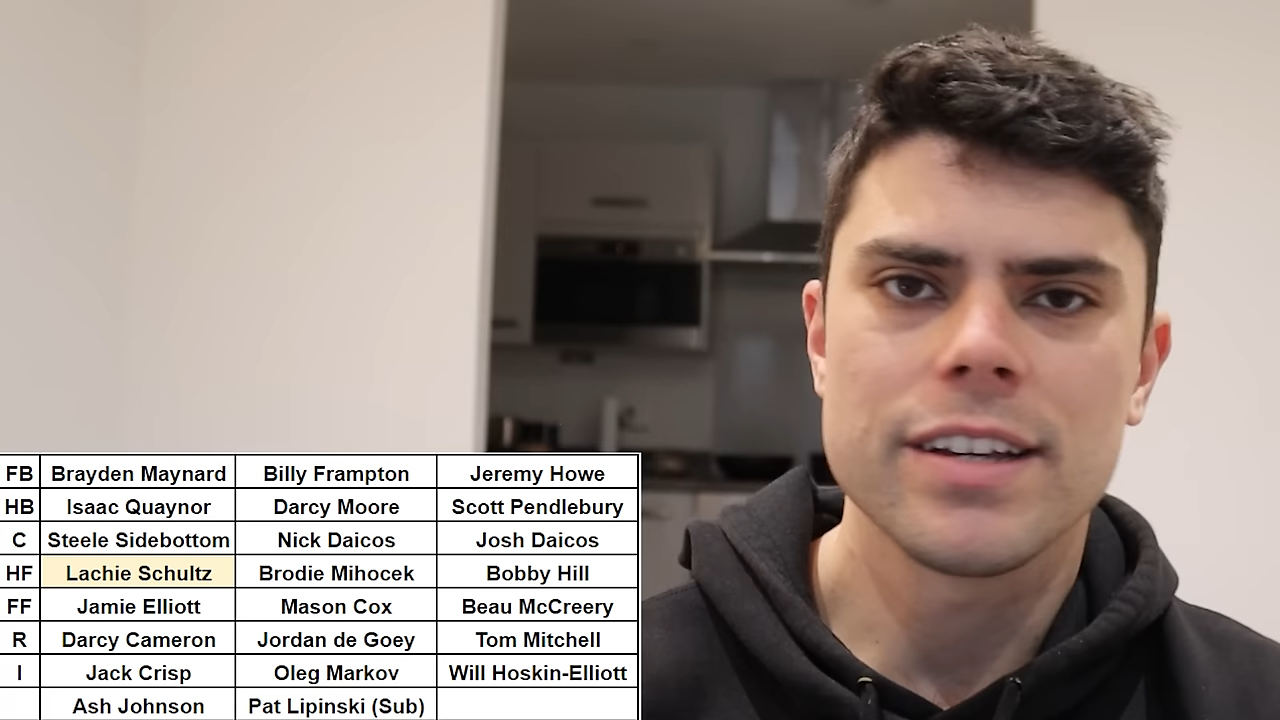 FB Brayden Maynard Billy Frampton Jeremy Howe
HB Isaac Quaynor Darcy Moore Scott Pendlebury
C Steele Sidebottom Nick Daicos Josh Daicos
HF Lachie Schultz Brodie Mihocek Bobby Hill
FF Jamie Elliott Mason Cox Beau McCreery
R Darcy Cameron Jordan de Goey Tom Mitchell
I Jack Crisp Oleg Markov Will Hoskin-Elliott
Ash Johnson Pat Lipinski (Sub)